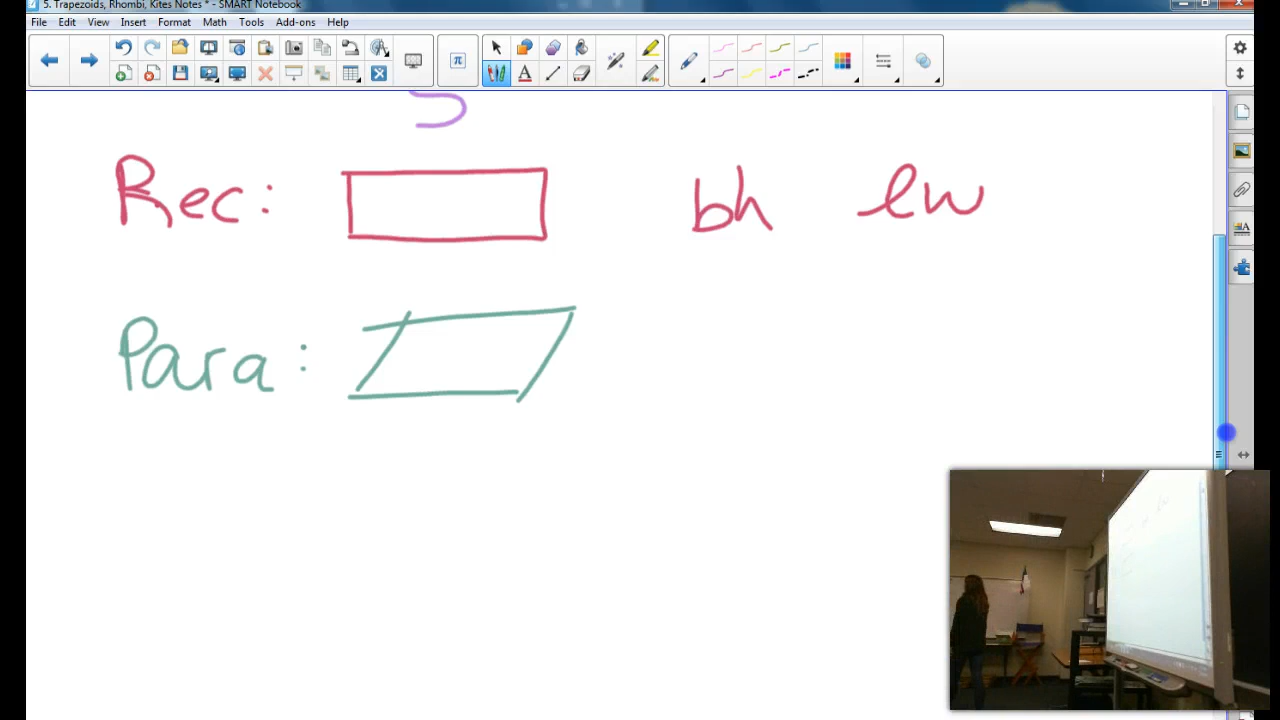 5. Trapezoids, Rhombi, Kites Notes * - SMART Notebook
File Edit View Insert Format Math Tools Add-ons Help
Rec: bh lw
Para: